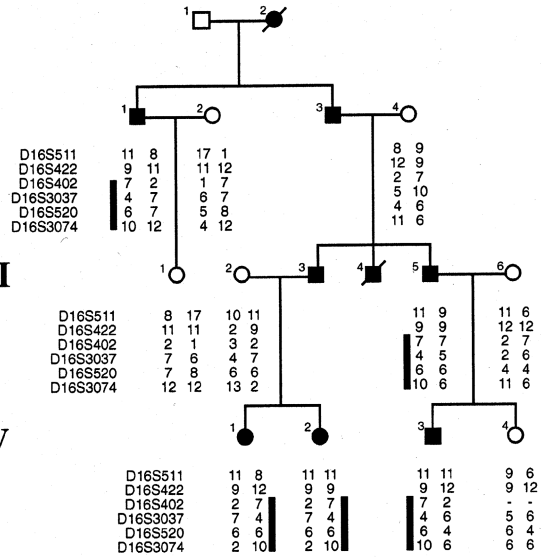 1 2
1 2 3 4
D16S511 11 8 17 1 8 9
D16S422 9 11 11 12 12 9
D16S402 7 2 1 7 2 7
D16S3037 4 7 6 7 5 10
D16S520 6 7 5 8 4 6
D16S3074 10 12 4 12 11 6
I 1 2 3 4 5 6
D16S511 8 17 10 11 11 9 11 6
D16S422 11 11 2 9 9 9 12 12
D16S402 2 1 3 2 7 7 2 7
D16S3037 7 6 4 7 4 5 2 6
D16S520 7 8 6 6 6 6 4 4
D16S3074 12 12 13 2 10 6 11 6
1 2 3 4
D16S511 11 8 11 11 11 11 9 6
D16S422 9 12 9 9 9 12 9 12
D16S402 2 7 2 7 7 2 - -
D16S3037 7 4 7 4 4 6 5 6
D16S520 6 6 6 6 6 4 6 4
D16S3074 2 10 2 10 10 6 6 6